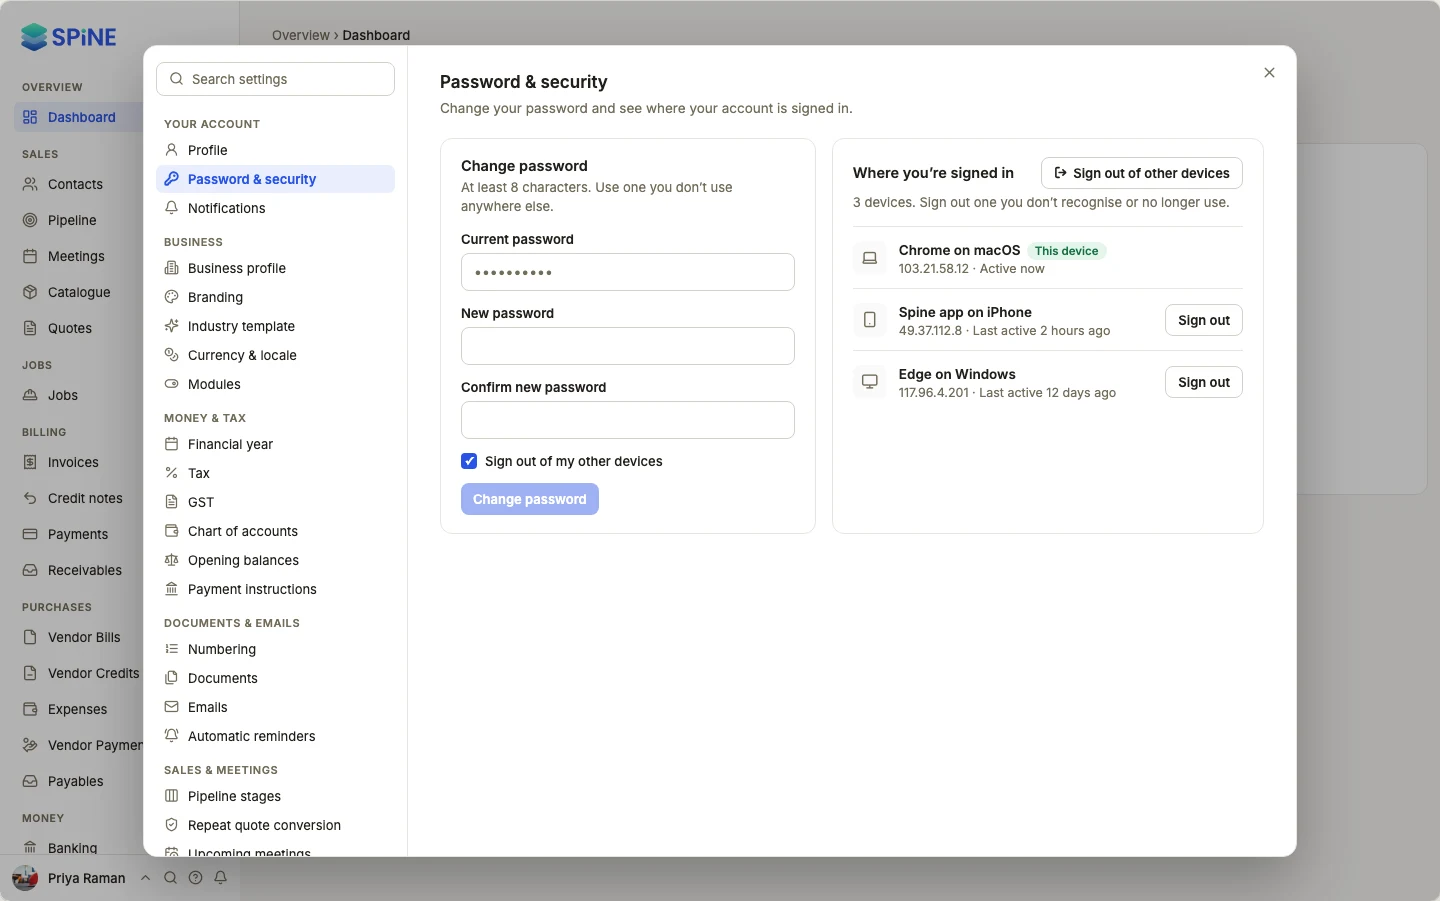 SPiNE
OVERVIEW
Dashboard
SALES
Contacts
Pipeline
Meetings
Catalogue
Quotes
JOBS
Jobs
BILLING
Invoices
Credit notes
Payments
Receivables
PURCHASES
Vendor Bills
Vendor Credits
Expenses
Vendor Paymen
Payables
MONEY
Banking
Priya Raman
Overview › Dashboard
Search settings
YOUR ACCOUNT
Profile
Password & security
Notifications
BUSINESS
Business profile
Branding
Industry template
Currency & locale
Modules
MONEY & TAX
Financial year
Tax
GST
Chart of accounts
Opening balances
Payment instructions
DOCUMENTS & EMAILS
Numbering
Documents
Emails
Automatic reminders
SALES & MEETINGS
Pipeline stages
Repeat quote conversion
Upcoming meetings
Password & security
Change your password and see where your account is signed in.
Change password
At least 8 characters. Use one you don’t use
anywhere else.
Current password
••••••••••
New password
Confirm new password
Sign out of my other devices
Change password
Where you’re signed in
Sign out of other devices
3 devices. Sign out one you don’t recognise or no longer use.
Chrome on macOS This device
103.21.58.12 · Active now
Spine app on iPhone
49.37.112.8 · Last active 2 hours ago
Sign out
Edge on Windows
117.96.4.201 · Last active 12 days ago
Sign out